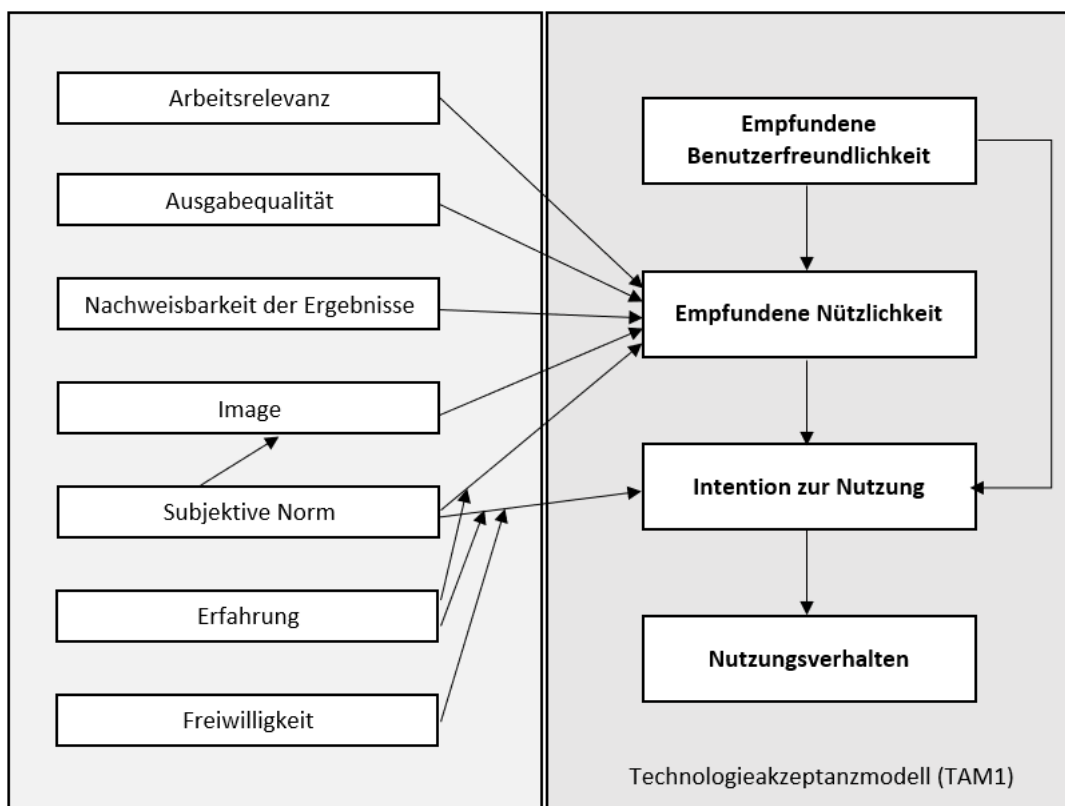 Arbeitsrelevanz
Ausgabequalität
Nachweisbarkeit der Ergebnisse
Image
Subjektive Norm
Erfahrung
Freiwilligkeit
Empfundene
Benutzerfreundlichkeit
Empfundene Nützlichkeit
Intention zur Nutzung
Nutzungsverhalten
Technologieakzeptanzmodell (TAM1)